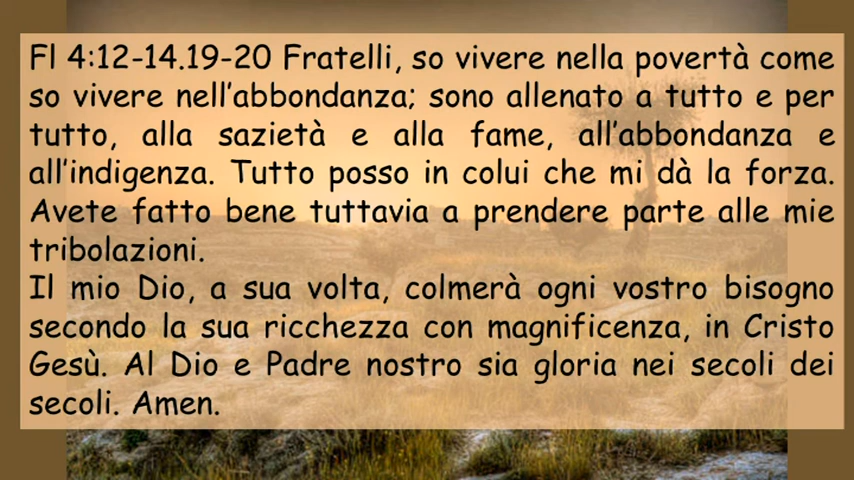 Fl 4:12-14.19-20 Fratelli, so vivere nella povertà come
so vivere nell’abbondanza; sono allenato a tutto e per
tutto, alla sazietà e alla fame, all’abbondanza e
all’indigenza. Tutto posso in colui che mi dà la forza.
Avete fatto bene tuttavia a prendere parte alle mie
tribolazioni.
Il mio Dio, a sua volta, colmerà ogni vostro bisogno
secondo la sua ricchezza con magnificenza, in Cristo
Gesù. Al Dio e Padre nostro sia gloria nei secoli dei
secoli. Amen.